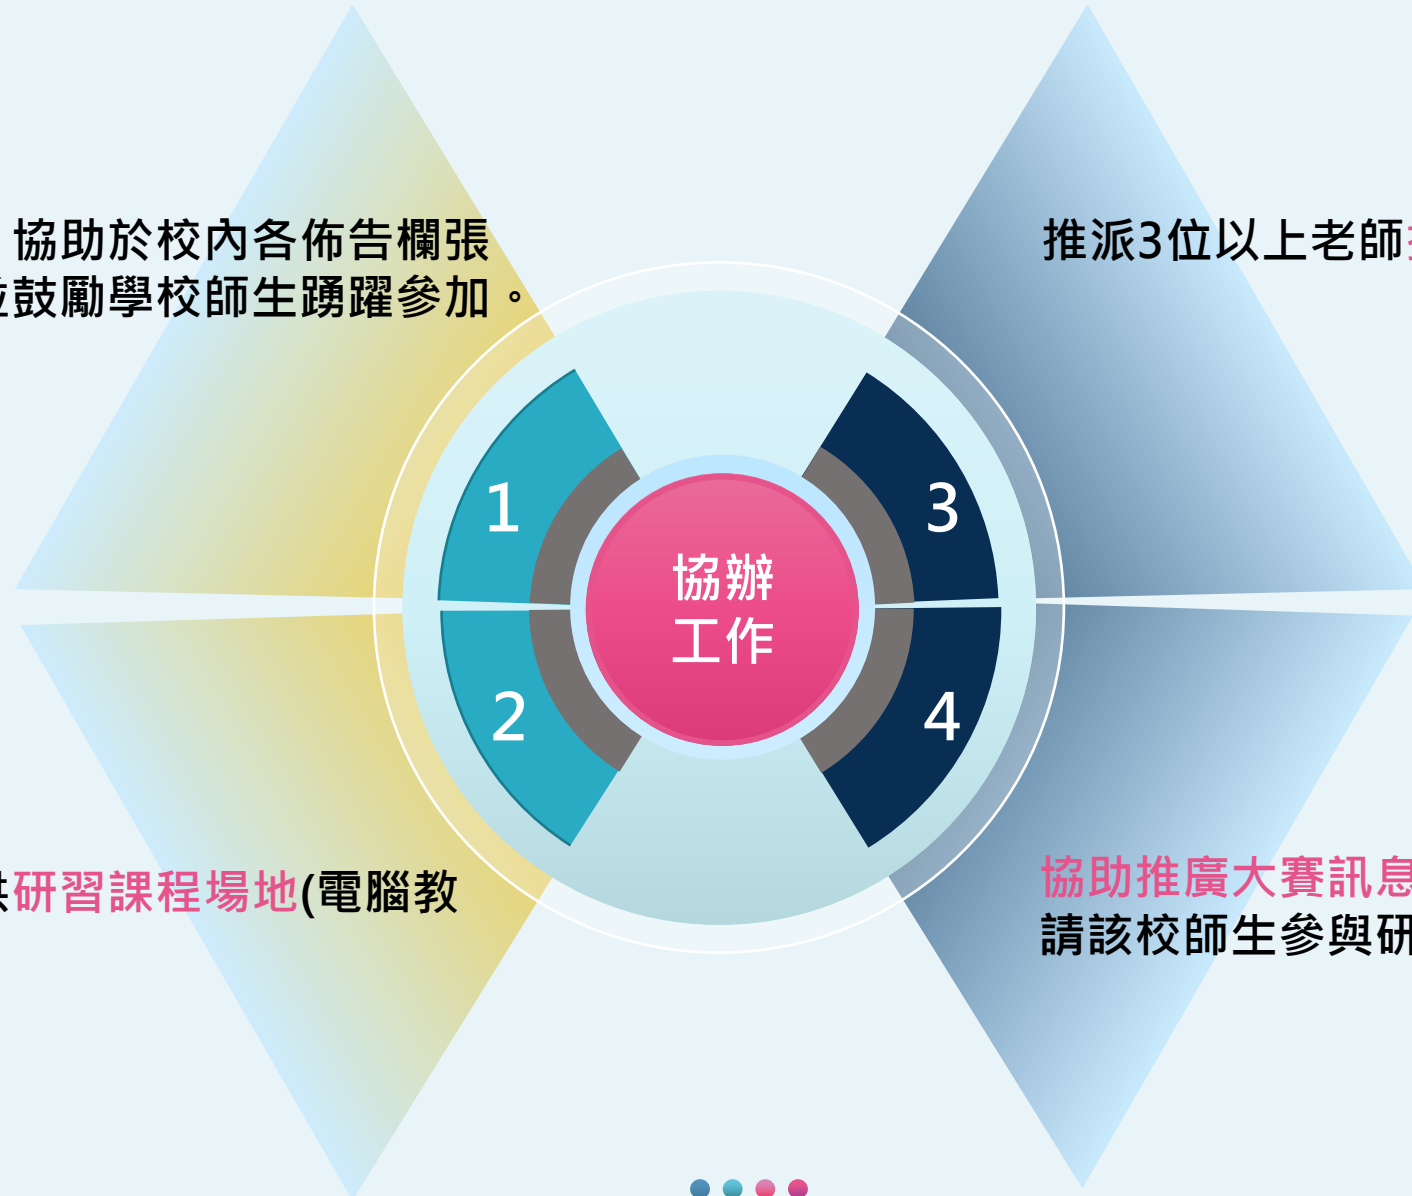 協助於校內各佈告欄張
並鼓勵學校師生踴躍參加。
推派3位以上老師
1
3
協辦
工作
2
4
研習課程場地(電腦教
協助推廣大賽訊息
請該校師生參與研